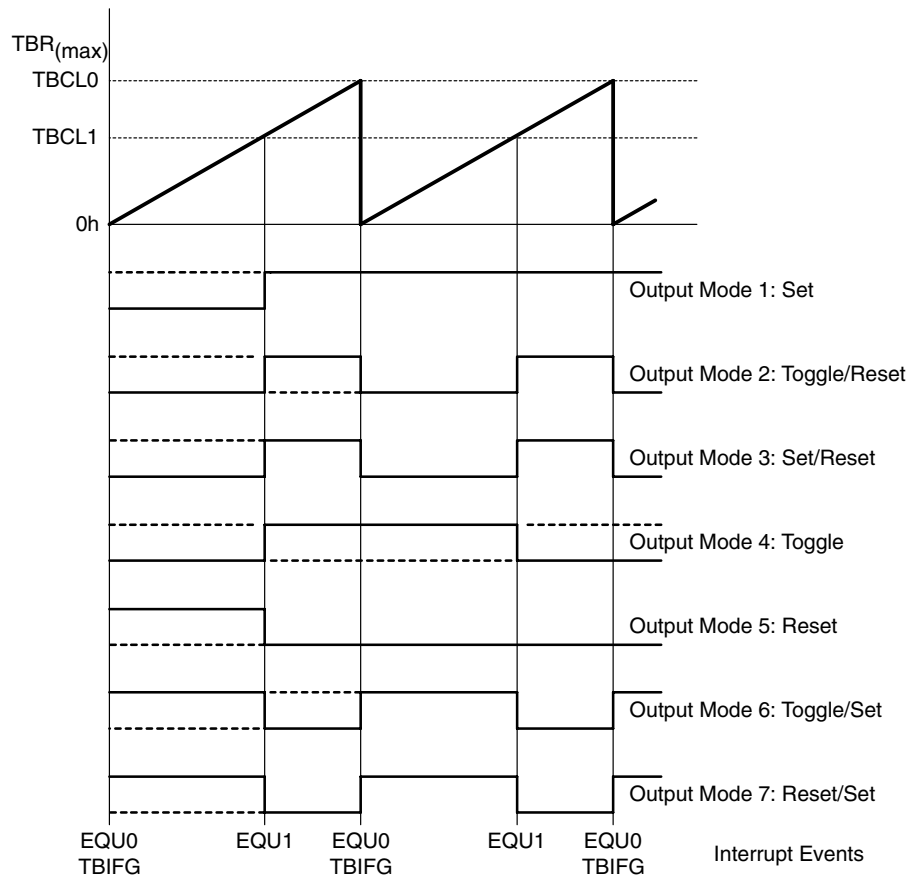 TBR(max)
TBCL0
TBCL1
0h
Output Mode 1: Set
Output Mode 2: Toggle/Reset
Output Mode 3: Set/Reset
Output Mode 4: Toggle
Output Mode 5: Reset
Output Mode 6: Toggle/Set
Output Mode 7: Reset/Set
EQU0 EQU1 EQU0 EQU1 EQU0
TBIFG TBIFG TBIFG
Interrupt Events